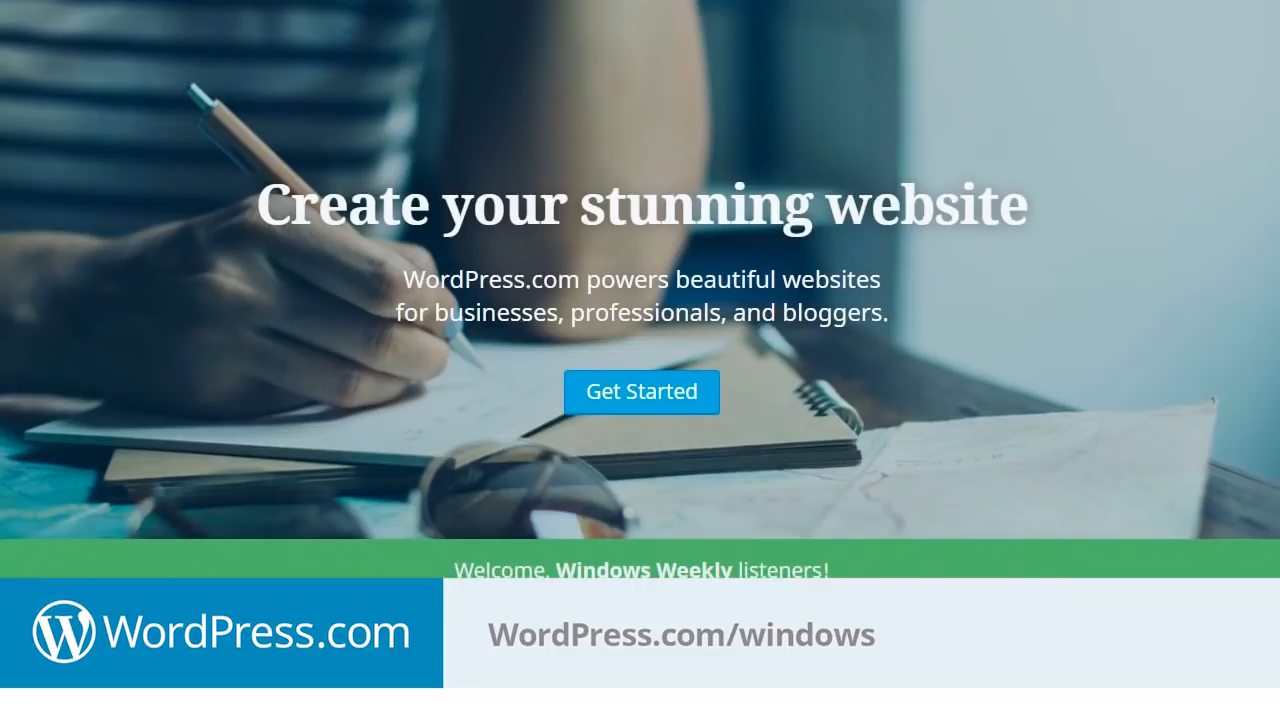 Create your stunning website
WordPress.com powers beautiful websites
for businesses, professionals, and bloggers.
Get Started
Welcome, Windows Weekly listeners!
WordPress.com
WordPress.com/windows